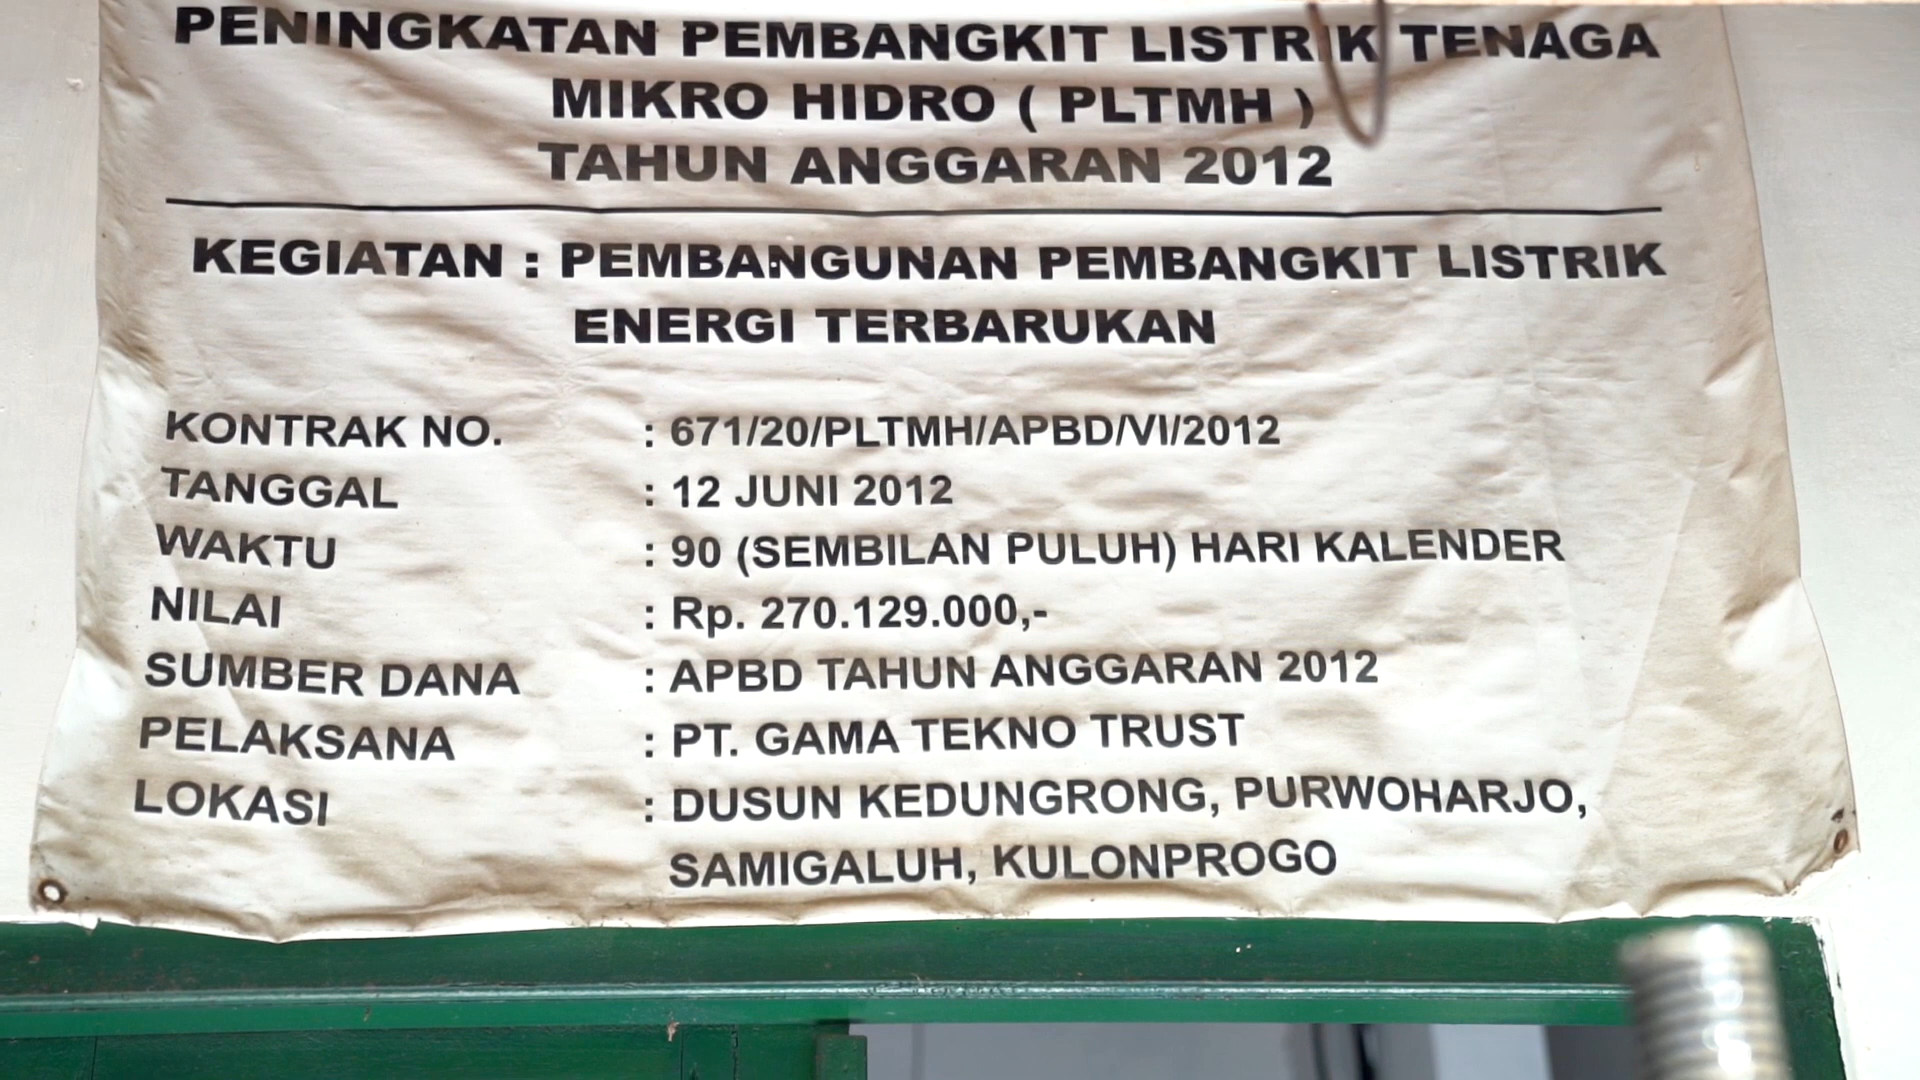 PENINGKATAN PEMBANGKIT LISTRIK TENAGA
MIKRO HIDRO ( PLTMH )
TAHUN ANGGARAN 2012
KEGIATAN : PEMBANGUNAN PEMBANGKIT LISTRIK
ENERGI TERBARUKAN
KONTRAK NO. : 671/20/PLTMH/APBD/VI/2012
TANGGAL : 12 JUNI 2012
WAKTU : 90 (SEMBILAN PULUH) HARI KALENDER
NILAI : Rp. 270.129.000,-
SUMBER DANA : APBD TAHUN ANGGARAN 2012
PELAKSANA : PT. GAMA TEKNO TRUST
LOKASI : DUSUN KEDUNGRONG, PURWOHARJO,
SAMIGALUH, KULONPROGO